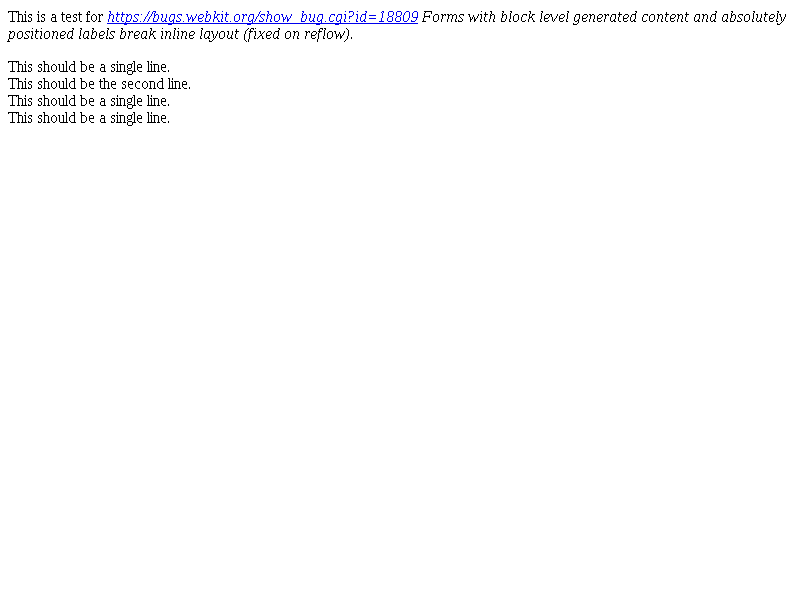 This is a test for https://bugs.webkit.org/show_bug.cgi?id=18809 Forms with block level generated content and absolutely
positioned labels break inline layout (fixed on reflow).
This should be a single line.
This should be the second line.
This should be a single line.
This should be a single line.